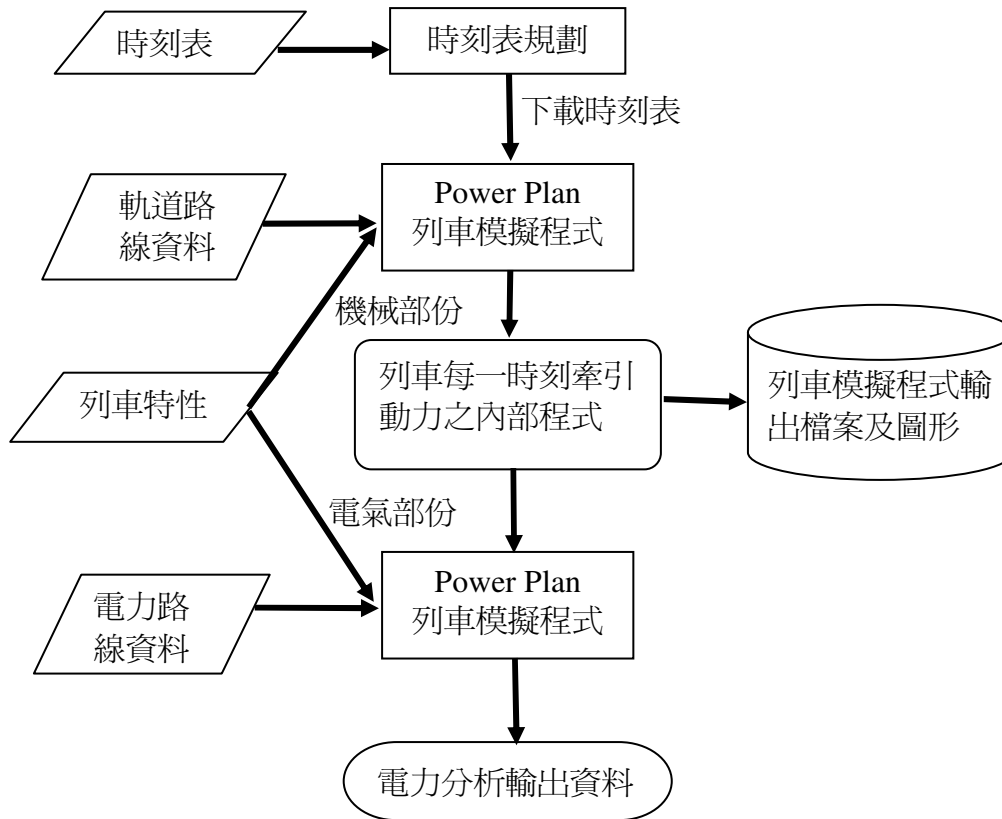 時刻表
時刻表規劃
下載時刻表
軌道路
線資料
Power Plan
列車模擬程式
機械部份
列車特性
列車每一時刻牽引
動力之內部程式
列車模擬程式輸
出檔案及圖形
電氣部份
電力路
線資料
Power Plan
列車模擬程式
電力分析輸出資料